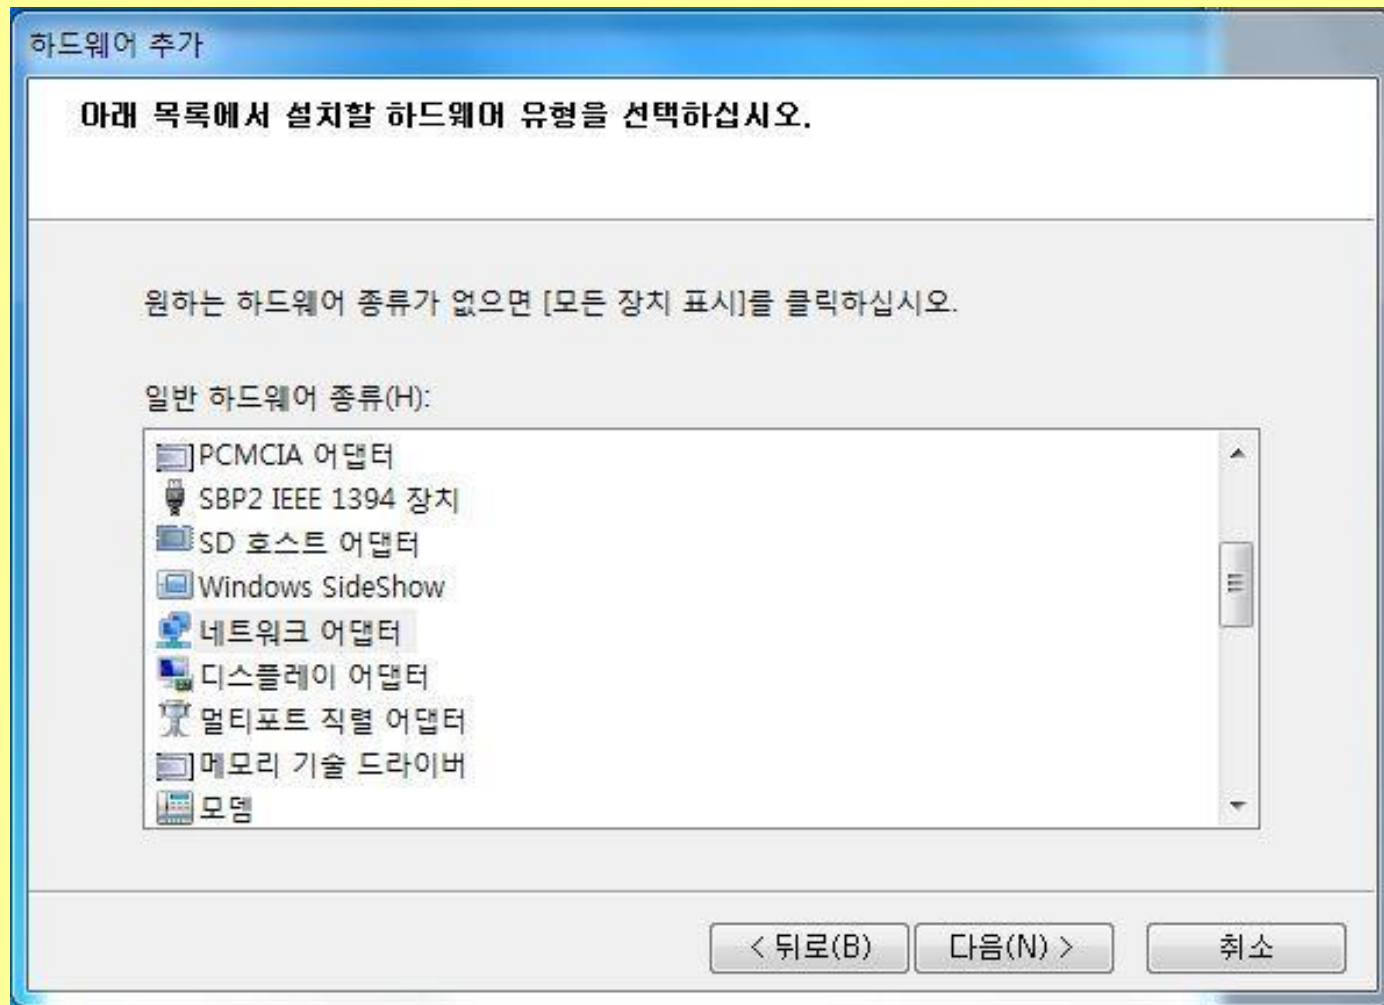 하드웨어 추가
아래 목록에서 설치할 하드웨어 유형을 선택하십시오.
원하는 하드웨어 종류가 없으면 [모든 장치 표시]를 클릭하십시오.
일반 하드웨어 종류(H):
PCMCIA 어댑터
SBP2 IEEE 1394 장치
SD 호스트 어댑터
Windows SideShow
네트워크 어댑터
디스플레이 어댑터
멀티포트 직렬 어댑터
메모리 기술 드라이버
모뎀
< 뒤로(B) 다음(N) > 취소